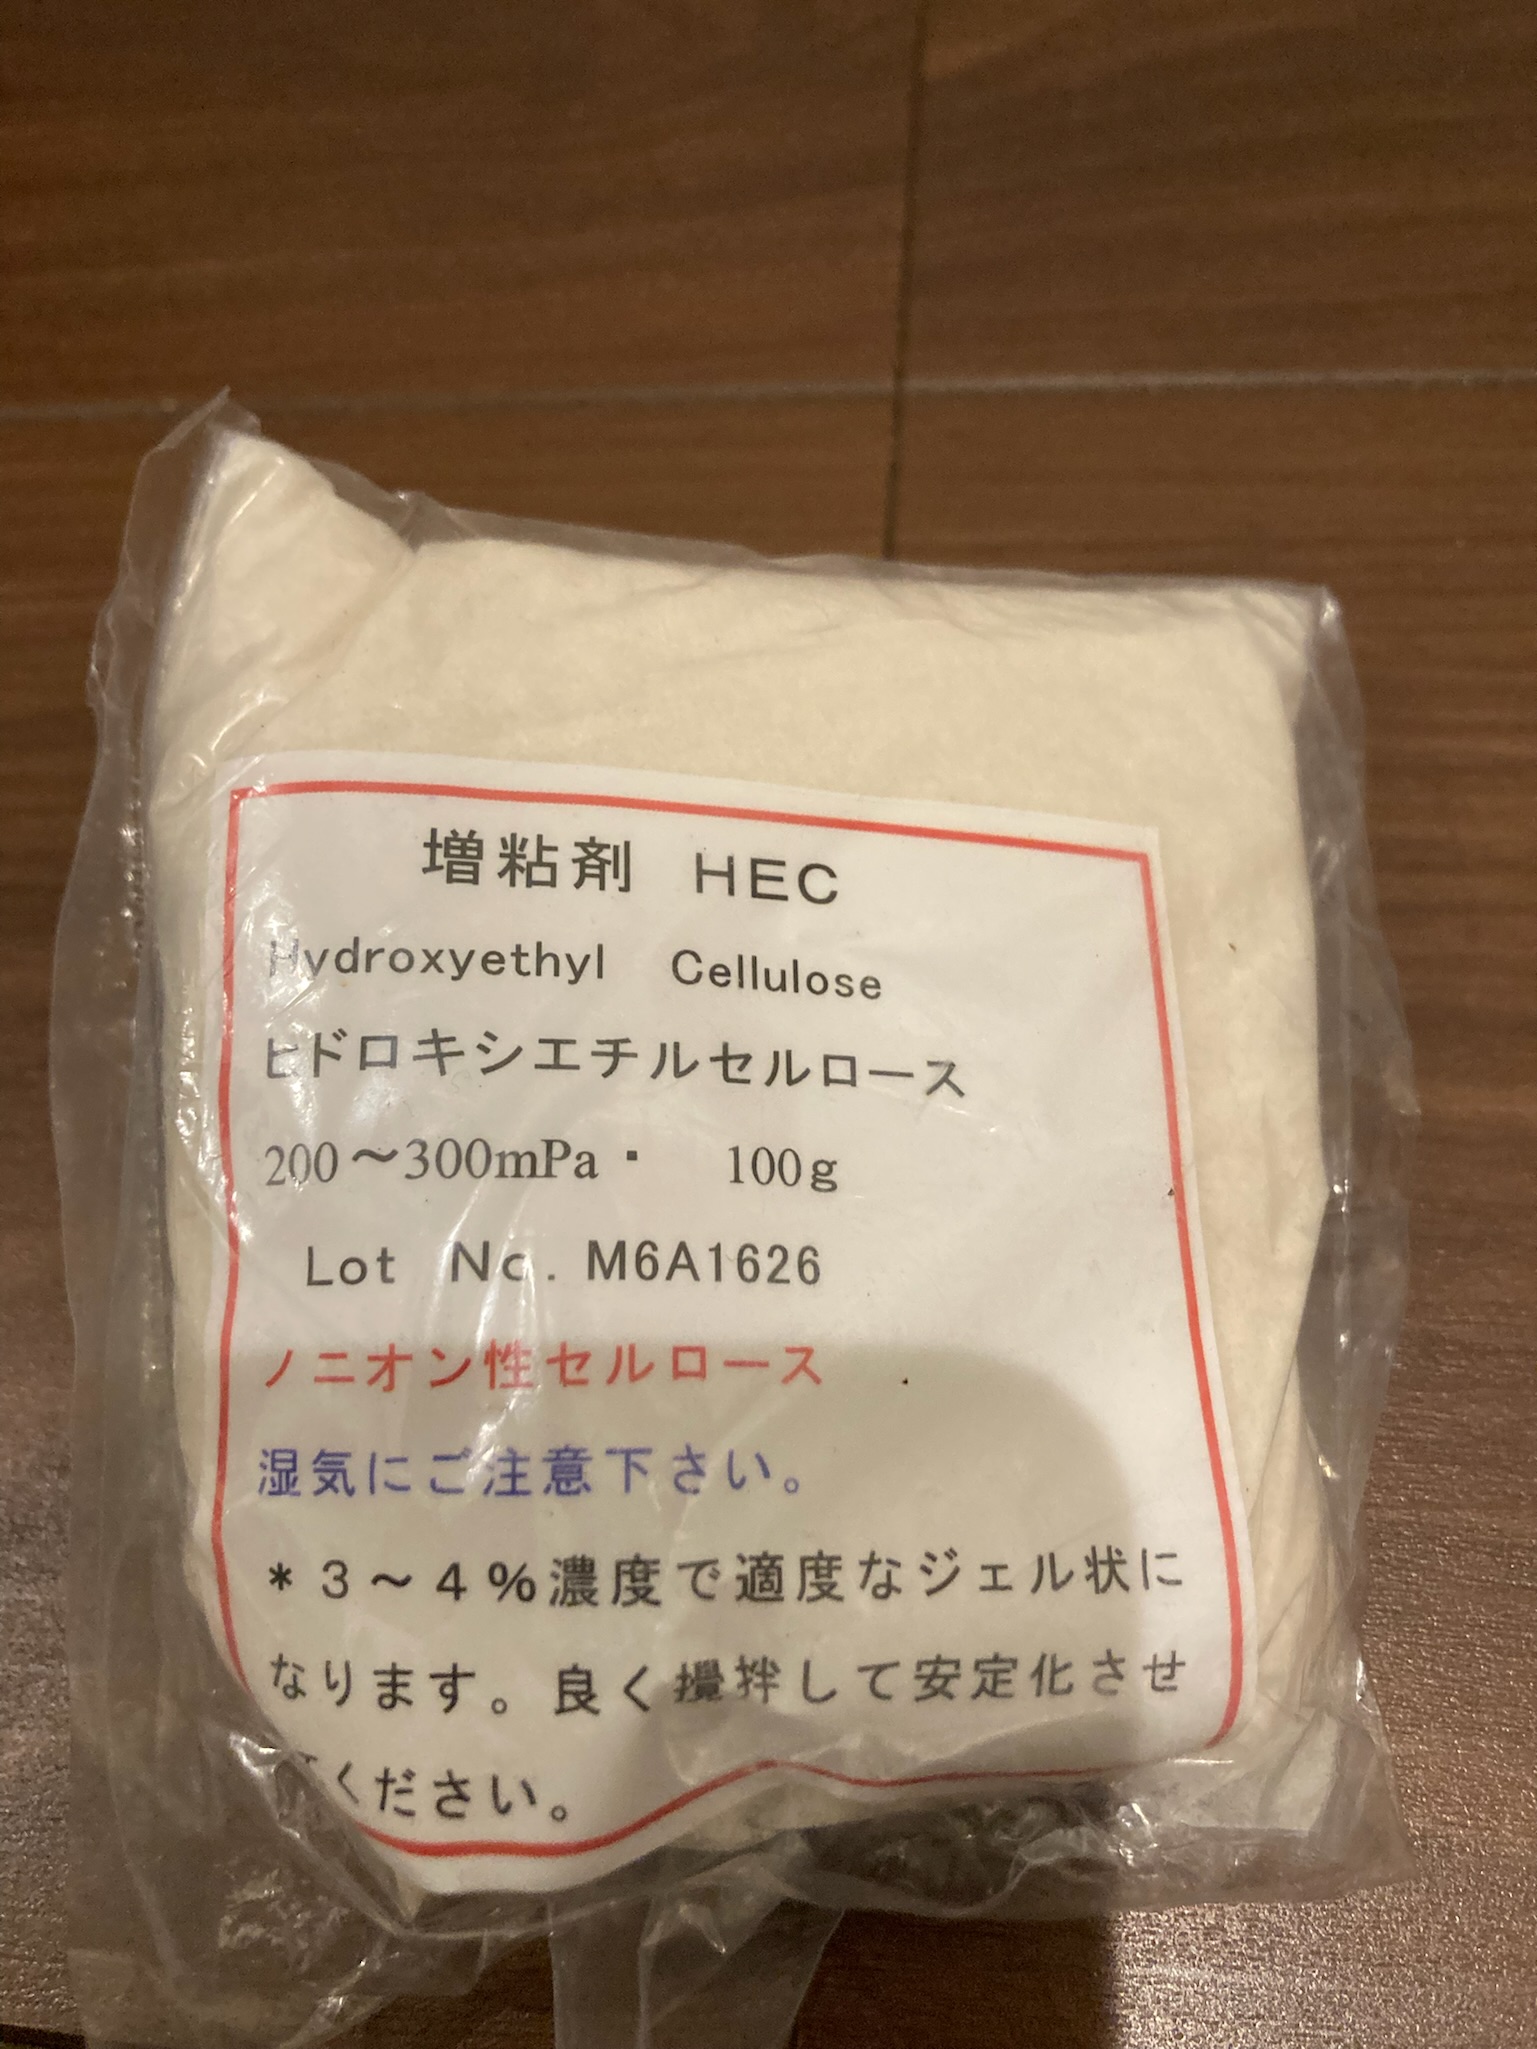 増粘剤 HEC
Hydroxyethyl Cellulose
ヒドロキシエチルセルロース
200～300mPa・ 100g
Lot No. M6A1626
ノニオン性セルロース
湿気にご注意下さい。
＊３～４％濃度で適度なジェル状に
なります。良く攪拌して安定化させ
てください。